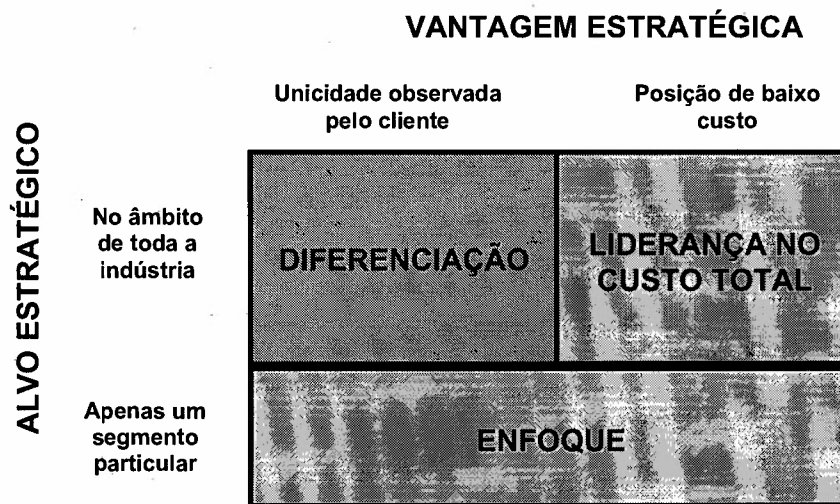 VANTAGEM ESTRATÉGICA
Unicidade observada
pelo cliente
Posição de baixo
custo
ALVO ESTRATÉGICO
No âmbito
de toda a
indústria
DIFERENCIAÇÃO
LIDERANÇA NO
CUSTO TOTAL
Apenas um
segmento
particular
ENFOQUE